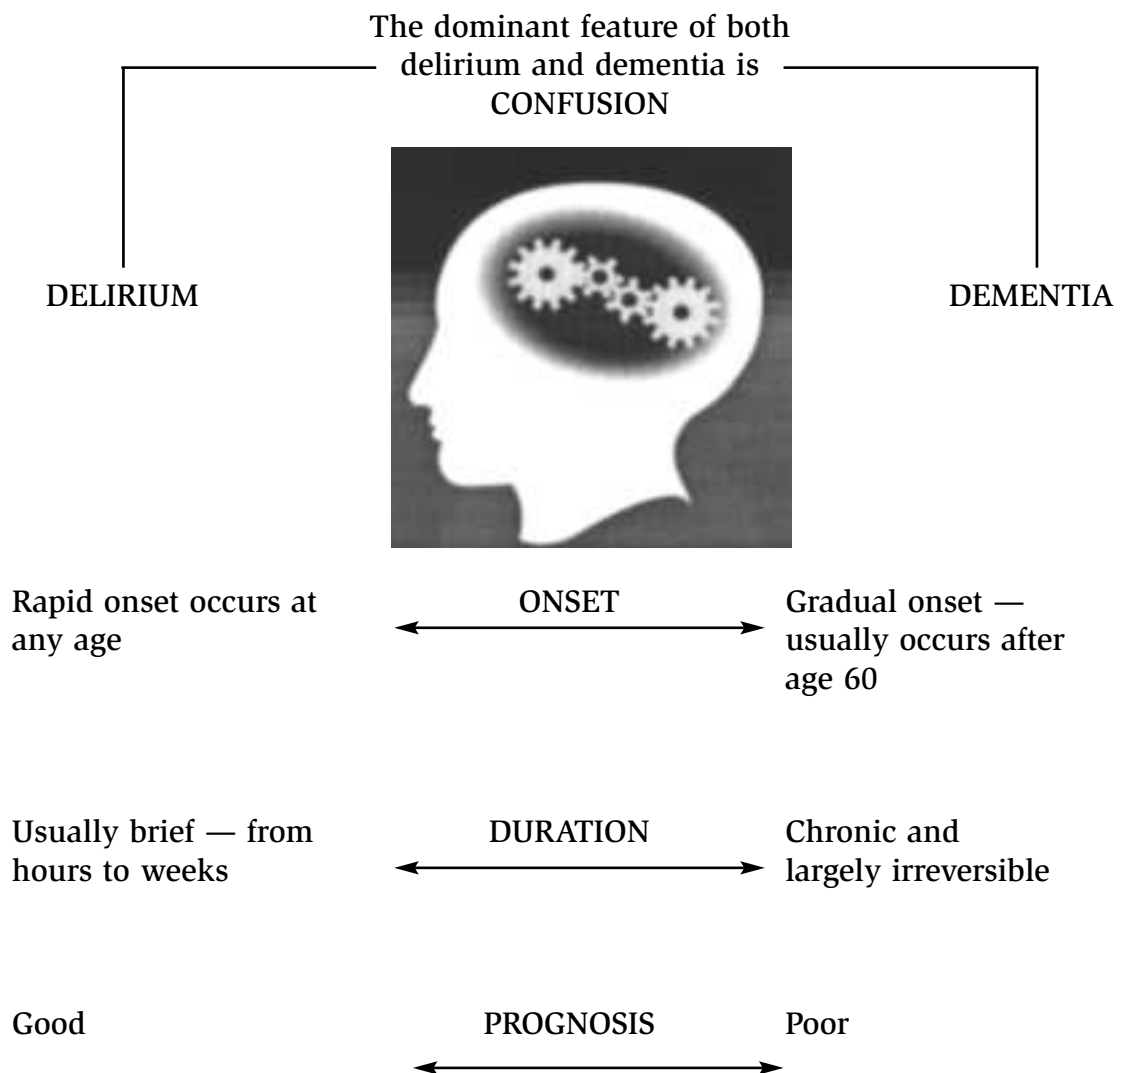 The dominant feature of both
delirium and dementia is
CONFUSION
DELIRIUM
DEMENTIA
Rapid onset occurs at
any age
ONSET
Gradual onset —
usually occurs after
age 60
Usually brief — from
hours to weeks
DURATION
Chronic and
largely irreversible
Good
PROGNOSIS
Poor